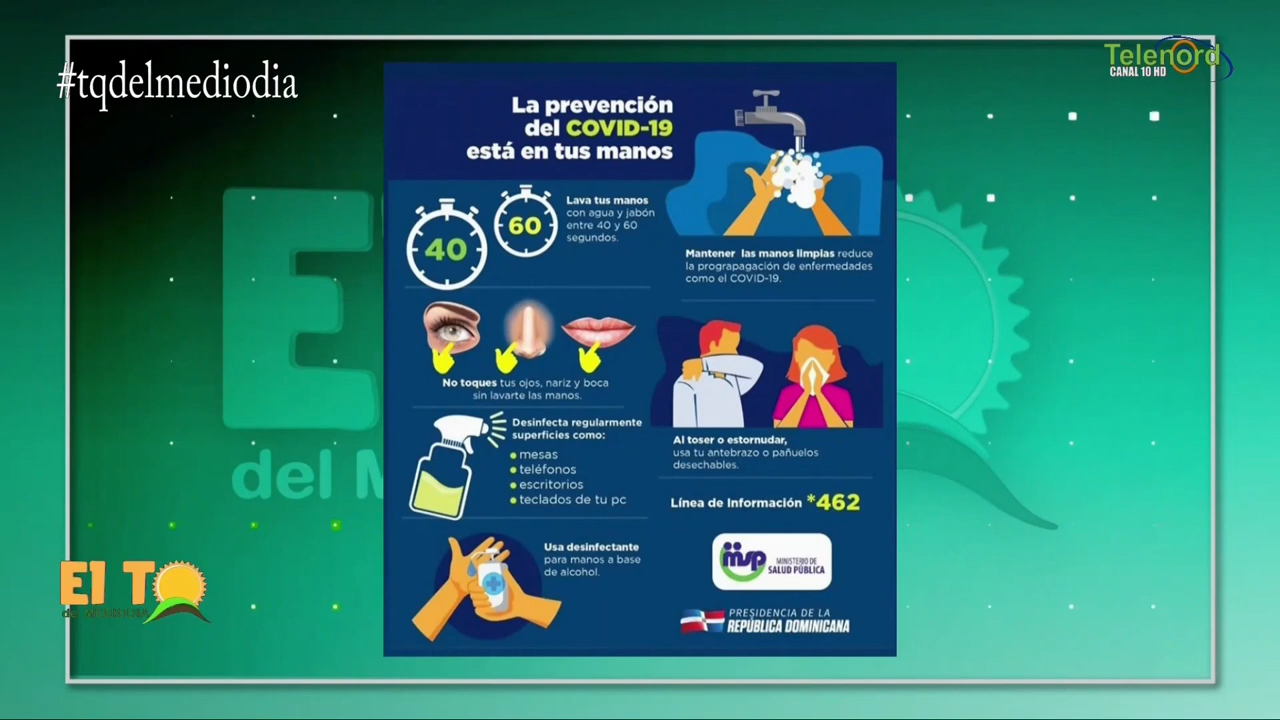 #tqdelmediodia
Telenord
CANAL 10 HD
La prevención
del COVID-19
está en tus manos
40
60
Lava tus manos
con agua y jabón
entre 40 y 60
segundos.
Mantener las manos limpias reduce
la prograpagación de enfermedades
como el COVID-19.
No toques tus ojos, nariz y boca
sin lavarte las manos.
Desinfecta regularmente
superficies como:
mesas
teléfonos
escritorios
teclados de tu pc
Al toser o estornudar,
usa tu antebrazo o pañuelos
desechables.
Línea de Información *462
Usa desinfectante
para manos a base
de alcohol.
msp
MINISTERIO DE
SALUD PÚBLICA
PRESIDENCIA DE LA
REPÚBLICA DOMINICANA
El T
del M